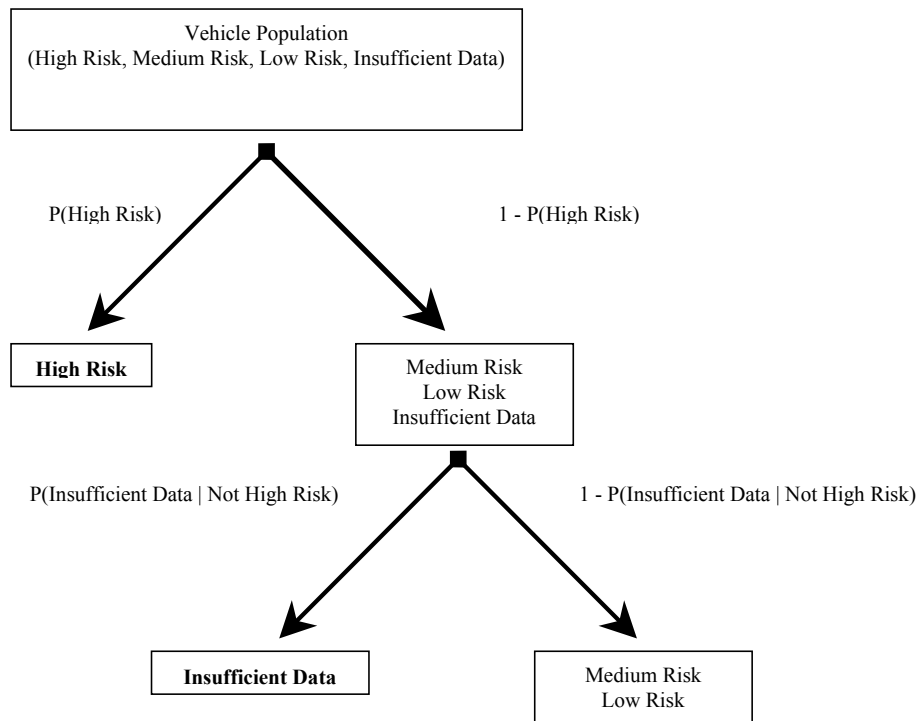 Vehicle Population
(High Risk, Medium Risk, Low Risk, Insufficient Data)
P(High Risk)
1 - P(High Risk)
High Risk
Medium Risk
Low Risk
Insufficient Data
P(Insufficient Data | Not High Risk)
1 - P(Insufficient Data | Not High Risk)
Insufficient Data
Medium Risk
Low Risk